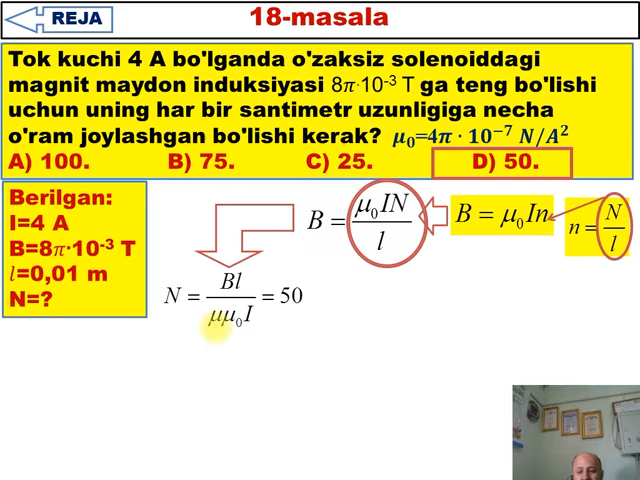 REJA
18-masala
Tok kuchi 4 A bo'lganda o'zaksiz solenoiddagi
magnit maydon induksiyasi 8π·10⁻³ T ga teng bo'lishi
uchun uning har bir santimetr uzunligiga necha
o'ram joylashgan bo'lishi kerak? μ₀=4π · 10⁻⁷ N/A²
A) 100. B) 75. C) 25. D) 50.
Berilgan:
I=4 A
B=8π·10⁻³ T
l=0,01 m
N=?
B = μ₀IN / l
B = μ₀In
n = N / l
N = Bl / μμ₀I = 50